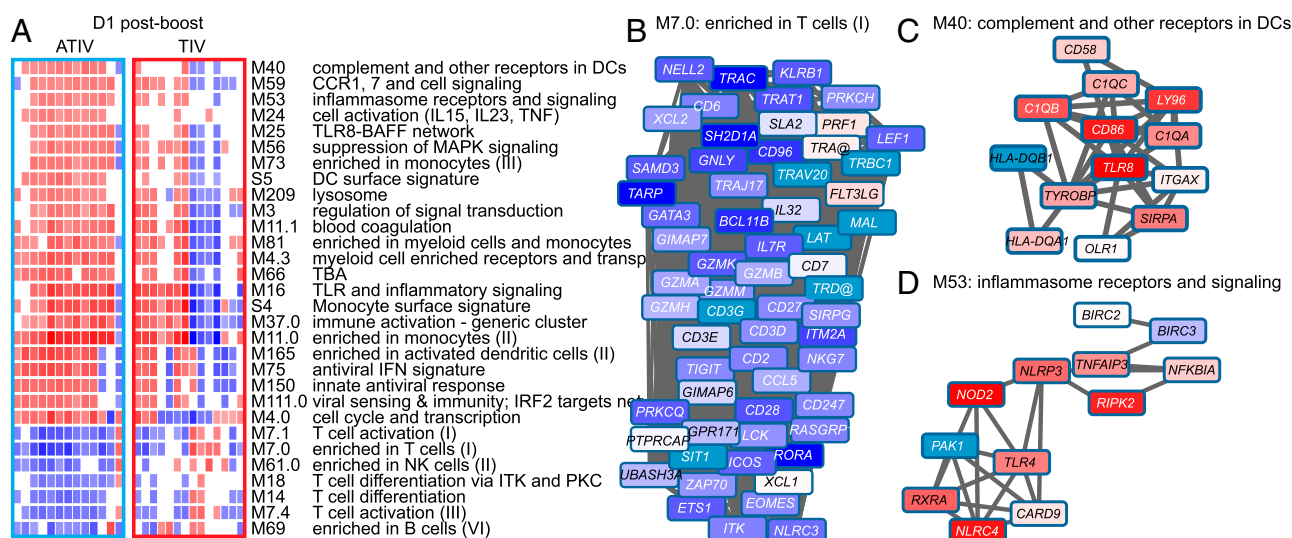 A
D1 post-boost
ATIV TIV
M40 complement and other receptors in DCs
M59 CCR1, 7 and cell signaling
M53 inflammasome receptors and signaling
M24 cell activation (IL15, IL23, TNF)
M25 TLR8-BAFF network
M56 suppression of MAPK signaling
M73 enriched in monocytes (III)
S5 DC surface signature
M209 lysosome
M3 regulation of signal transduction
M11.1 blood coagulation
M81 enriched in myeloid cells and monocytes
M4.3 myeloid cell enriched receptors and transp
M66 TBA
M16 TLR and inflammatory signaling
S4 Monocyte surface signature
M37.0 immune activation - generic cluster
M11.0 enriched in monocytes (II)
M165 enriched in activated dendritic cells (II)
M75 antiviral IFN signature
M150 innate antiviral response
M111.0 viral sensing & immunity; IRF2 targets net
M4.0 cell cycle and transcription
M7.1 T cell activation (I)
M7.0 enriched in T cells (I)
M61.0 enriched in NK cells (II)
M18 T cell differentiation via ITK and PKC
M14 T cell differentiation
M7.4 T cell activation (III)
M69 enriched in B cells (VI)
B
M7.0: enriched in T cells (I)
NELL2 TRAC KLRB1
CD6 TRAT1 PRKCH
XCL2 SLA2 PRF1
SH2D1A TRA@ LEF1
SAMD3 GNLY CD96 TRBC1
TARP TRAJ17 TRAV20 FLT3LG
GATA3 BCL11B IL32 MAL
GIMAP7 IL7R LAT
GZMK GZMB CD7
GZMA GZMM TRD@
GZMH CD3G CD27 SIRPG
CD3E CD3D ITM2A
TIGIT CD2 NKG7
GIMAP6 CCL5
PRKCQ CD28 CD247
PTPRCAP GPR171 LCK RASGRP
SIT1 ICOS RORA
UBASH3A ZAP70 XCL1
ETS1 EOMES
ITK NLRC3
C
M40: complement and other receptors in DCs
CD58
C1QC
C1QB LY96
CD86 C1QA
HLA-DQB1 TLR8
TYROBP ITGAX
SIRPA
HLA-DQA1 OLR1
D
M53: inflammasome receptors and signaling
BIRC2
BIRC3
NLRP3 TNFAIP3 NFKBIA
NOD2 RIPK2
PAK1
TLR4
RXRA CARD9
NLRC4